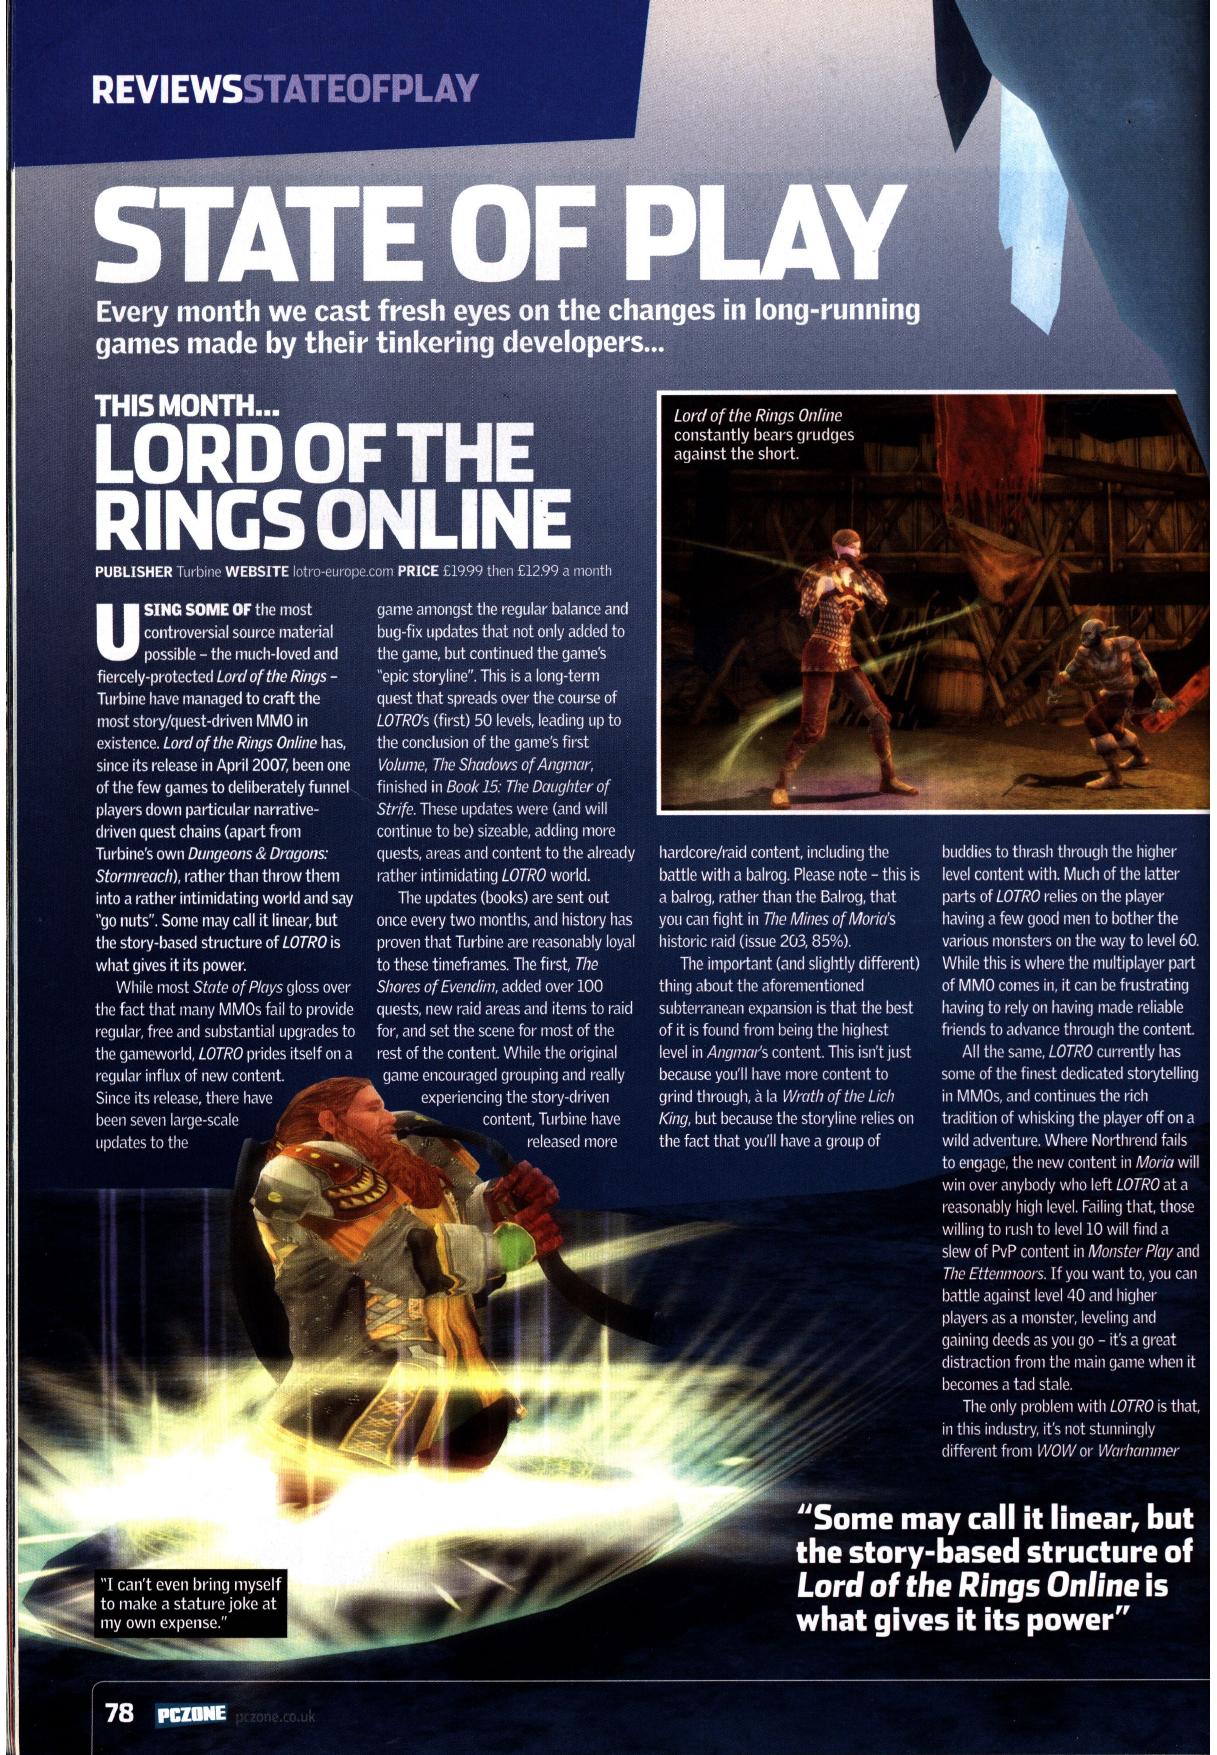 REVIEWSSTATEOFPLAY
STATE OF PLAY
Every month we cast fresh eyes on the changes in long-running
games made by their tinkering developers...
THIS MONTH...
LORD OF THE
RINGS ONLINE
PUBLISHER Turbine WEBSITE lotro-europe.com PRICE £19.99 then £12.99 a month
USING SOME OF the most
controversial source material
possible – the much-loved and
fiercely-protected Lord of the Rings –
Turbine have managed to craft the
most story/quest-driven MMO in
existence. Lord of the Rings Online has,
since its release in April 2007, been one
of the few games to deliberately funnel
players down particular narrative-
driven quest chains (apart from
Turbine's own Dungeons & Dragons:
Stormreach), rather than throw them
into a rather intimidating world and say
"go nuts". Some may call it linear, but
the story-based structure of LOTRO is
what gives it its power.
While most State of Plays gloss over
the fact that many MMOs fail to provide
regular, free and substantial upgrades to
the gameworld, LOTRO prides itself on a
regular influx of new content.
Since its release, there have
been seven large-scale
updates to the
game amongst the regular balance and
bug-fix updates that not only added to
the game, but continued the game's
"epic storyline". This is a long-term
quest that spreads over the course of
LOTRO's (first) 50 levels, leading up to
the conclusion of the game's first
Volume, The Shadows of Angmar,
finished in Book 15: The Daughter of
Strife. These updates were (and will
continue to be) sizeable, adding more
quests, areas and content to the already
rather intimidating LOTRO world.
The updates (books) are sent out
once every two months, and history has
proven that Turbine are reasonably loyal
to these timeframes. The first, The
Shores of Evendim, added over 100
quests, new raid areas and items to raid
for, and set the scene for most of the
rest of the content. While the original
game encouraged grouping and really
experiencing the story-driven
content, Turbine have
released more
Lord of the Rings Online
constantly bears grudges
against the short.
hardcore/raid content, including the
battle with a balrog. Please note – this is
a balrog, rather than the Balrog, that
you can fight in The Mines of Moria's
historic raid (issue 203, 85%).
The important (and slightly different)
thing about the aforementioned
subterranean expansion is that the best
of it is found from being the highest
level in Angmar's content. This isn't just
because you'll have more content to
grind through, à la Wrath of the Lich
King, but because the storyline relies on
the fact that you'll have a group of
buddies to thrash through the higher
level content with. Much of the latter
parts of LOTRO relies on the player
having a few good men to bother the
various monsters on the way to level 60.
While this is where the multiplayer part
of MMO comes in, it can be frustrating
having to rely on having made reliable
friends to advance through the content.
All the same, LOTRO currently has
some of the finest dedicated storytelling
in MMOs, and continues the rich
tradition of whisking the player off on a
wild adventure. Where Northrend fails
to engage, the new content in Moria will
win over anybody who left LOTRO at a
reasonably high level. Failing that, those
willing to rush to level 10 will find a
slew of PvP content in Monster Play and
The Ettenmoors. If you want to, you can
battle against level 40 and higher
players as a monster, leveling and
gaining deeds as you go – it's a great
distraction from the main game when it
becomes a tad stale.
The only problem with LOTRO is that,
in this industry, it's not stunningly
different from WOW or Warhammer
"Some may call it linear, but
the story-based structure of
Lord of the Rings Online is
what gives it its power"
"I can't even bring myself
to make a stature joke at
my own expense."
78 PCZONE pczone.co.uk